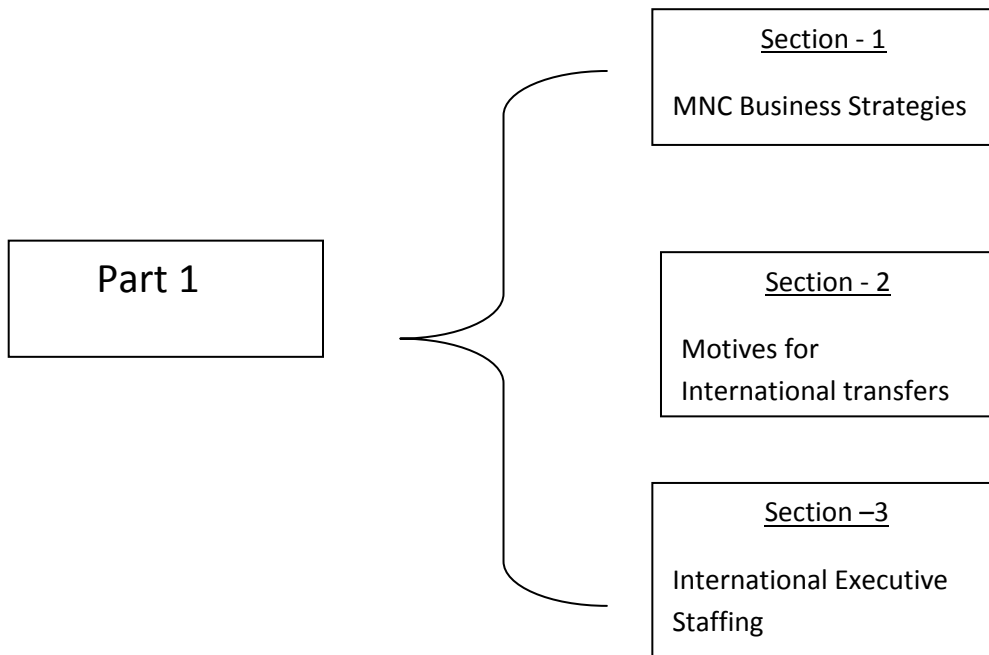 Part 1
Section - 1
MNC Business Strategies
Section - 2
Motives for
International transfers
Section –3
International Executive
Staffing